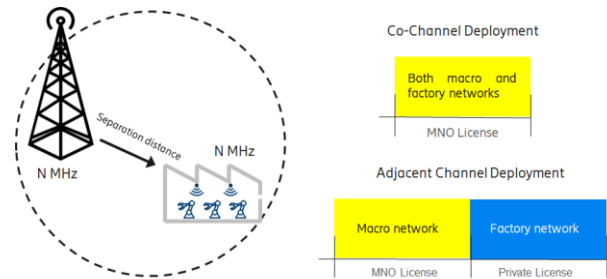 Separation distance
N MHz
N MHz
Co-Channel Deployment
Both macro and
factory networks
MNO License
Adjacent Channel Deployment
Macro network
Factory network
MNO License
Private License